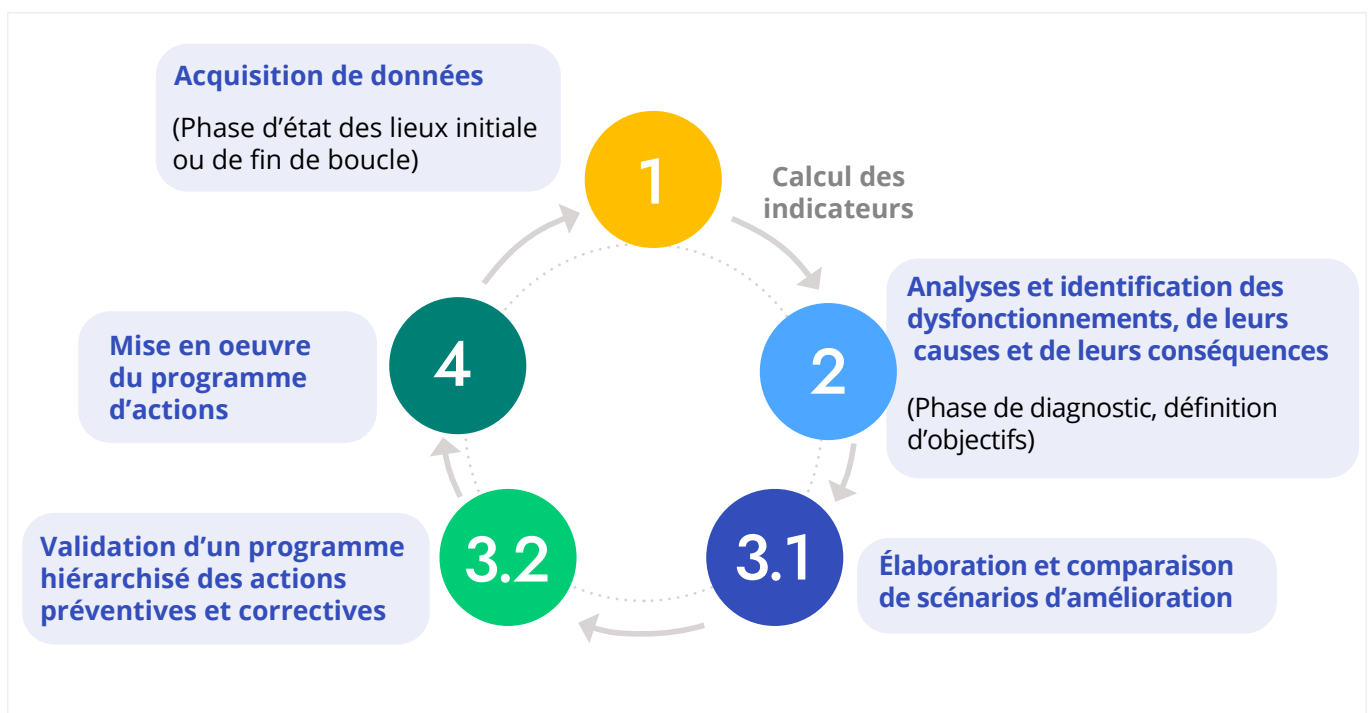 Acquisition de données
(Phase d’état des lieux initiale
ou de fin de boucle)
1
Calcul des
indicateurs
2
Analyses et identification des
dysfonctionnements, de leurs
causes et de leurs conséquences
(Phase de diagnostic, définition
d’objectifs)
3.1
Élaboration et comparaison
de scénarios d’amélioration
3.2
Validation d’un programme
hiérarchisé des actions
préventives et correctives
4
Mise en oeuvre
du programme
d’actions